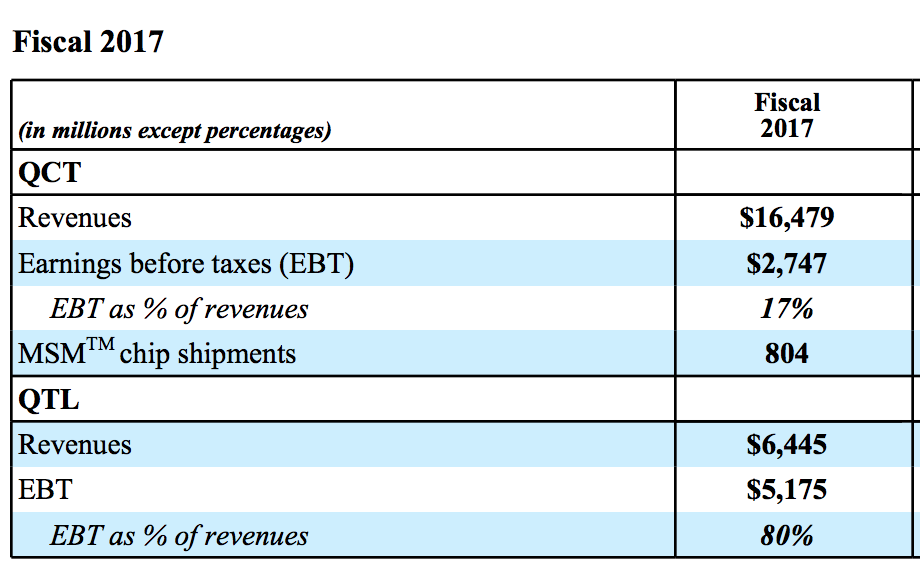 Fiscal 2017
(in millions except percentages) Fiscal 2017
QCT
Revenues $16,479
Earnings before taxes (EBT) $2,747
EBT as % of revenues 17%
MSM™ chip shipments 804
QTL
Revenues $6,445
EBT $5,175
EBT as % of revenues 80%